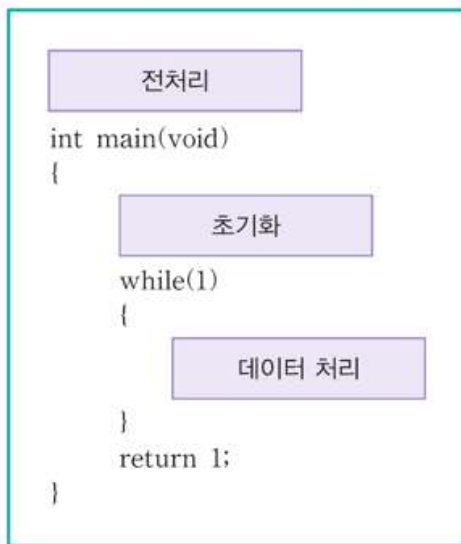 전처리
int main(void)
{
초기화
while(1)
{
데이터 처리
}
return 1;
}